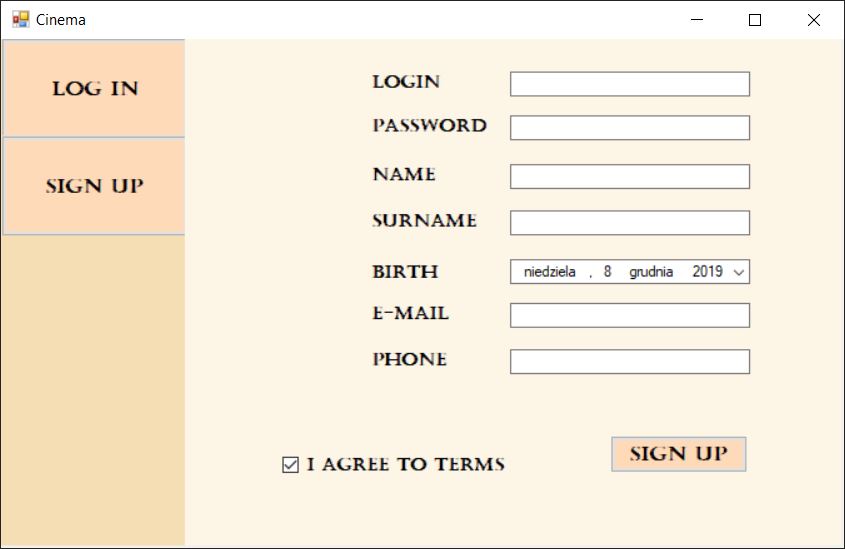 Cinema
LOG IN
SIGN UP
LOGIN
PASSWORD
NAME
SURNAME
BIRTH niedziela , 8 grudnia 2019
E-MAIL
PHONE
I AGREE TO TERMS
SIGN UP